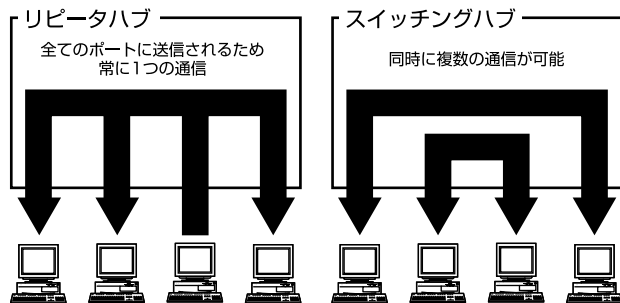 リピータハブ
全てのポートに送信されるため
常に1つの通信
スイッチングハブ
同時に複数の通信が可能